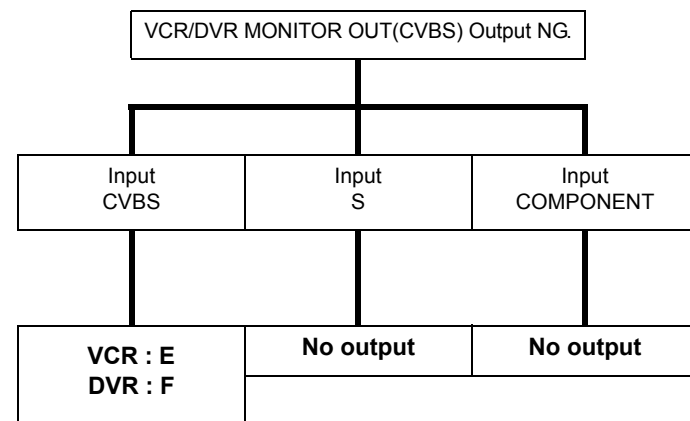 VCR/DVR MONITOR OUT(CVBS) Output NG.
Input
CVBS
Input
S
Input
COMPONENT
VCR : E
DVR : F
No output
No output